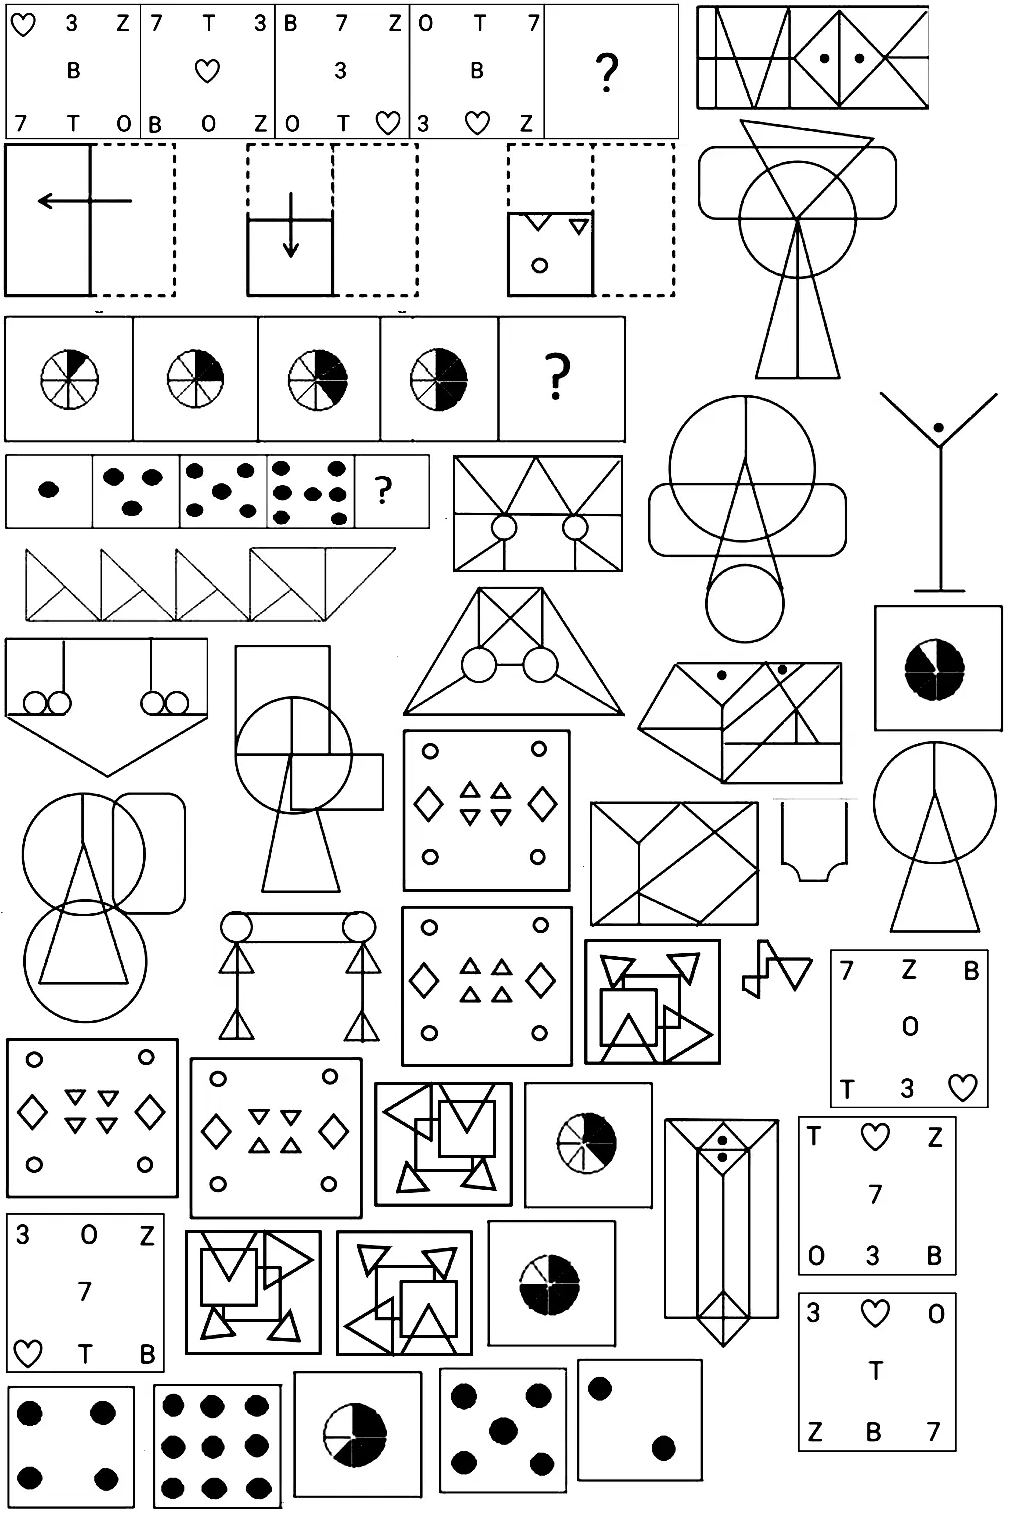 ♡ 3 Z 7 T 3 B 7 Z O T 7
B ♡ 3 B ?
7 T O B O Z O T ♡ 3 ♡ Z
?
?
7 Z B
O
T 3 ♡
T ♡ Z
7
O 3 B
3 O Z
7
♡ T B
3 ♡ O
T
Z B 7